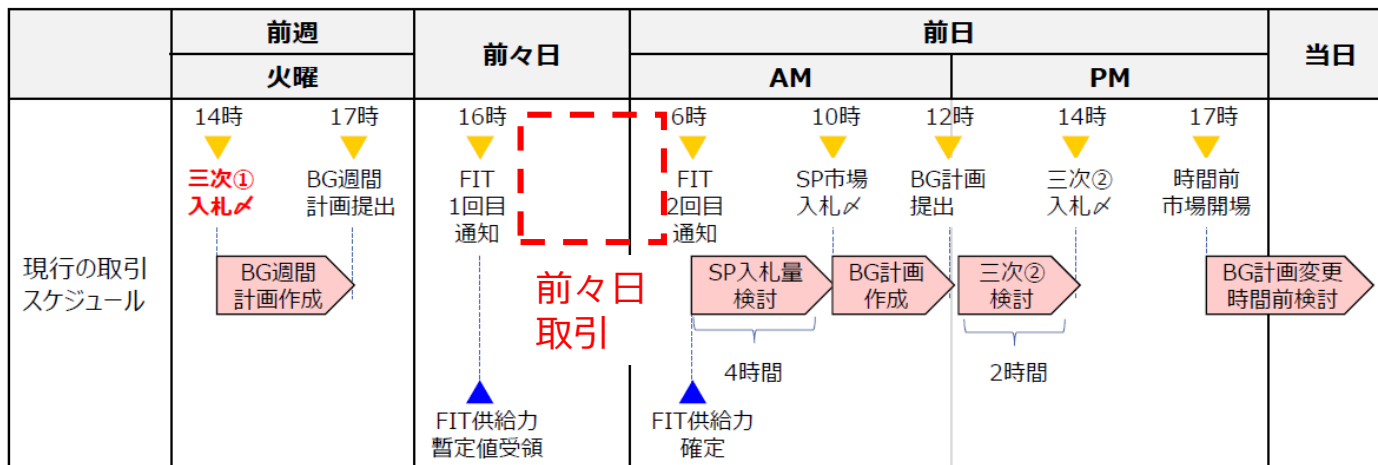 前週
前々日
前日
当日
火曜
AM
PM
現行の取引
スケジュール
14時
17時
16時
6時
10時
12時
14時
17時
三次①
入札〆
BG週間
計画提出
FIT
1回目
通知
FIT
2回目
通知
SP市場
入札〆
BG計画
提出
三次②
入札〆
時間前
市場開場
BG週間
計画作成
前々日
取引
SP入札量
検討
BG計画
作成
三次②
検討
BG計画変更
時間前検討
4時間
2時間
FIT供給力
暫定値受領
FIT供給力
確定